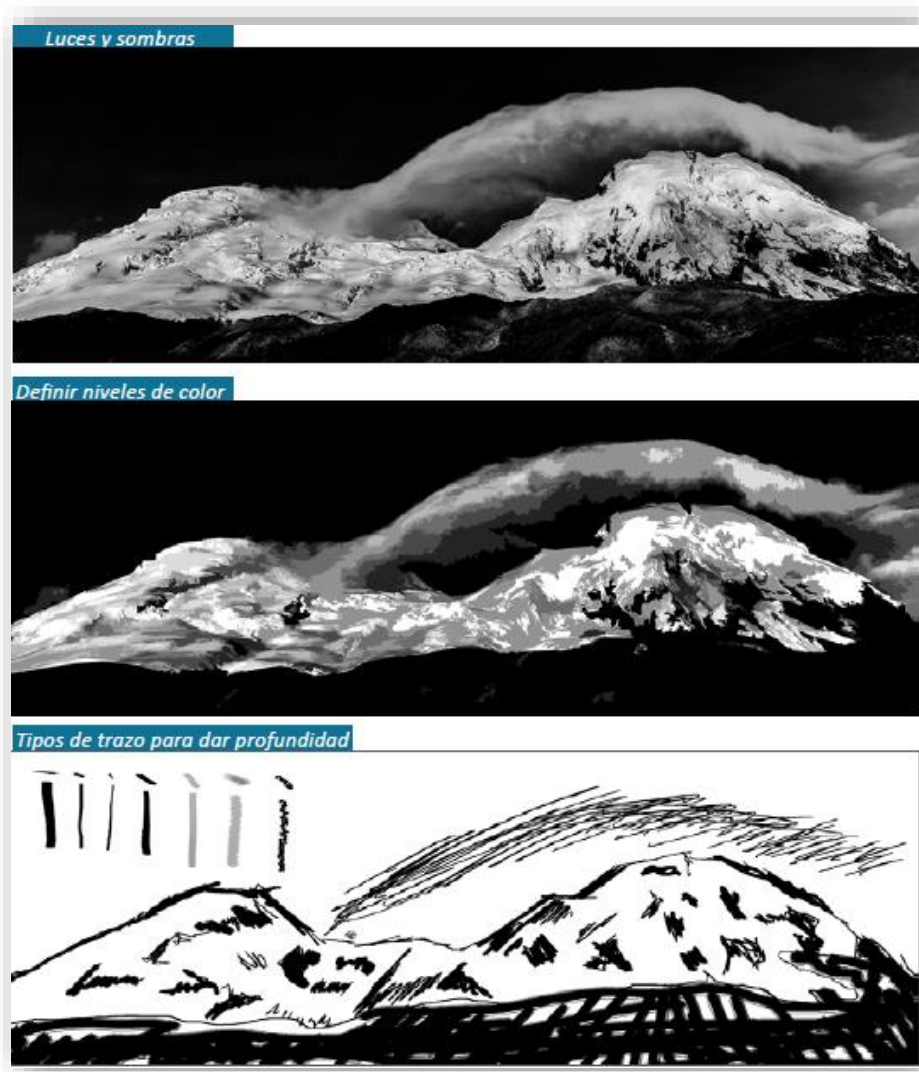 Luces y sombras
Definir niveles de color
Tipos de trazo para dar profundidad